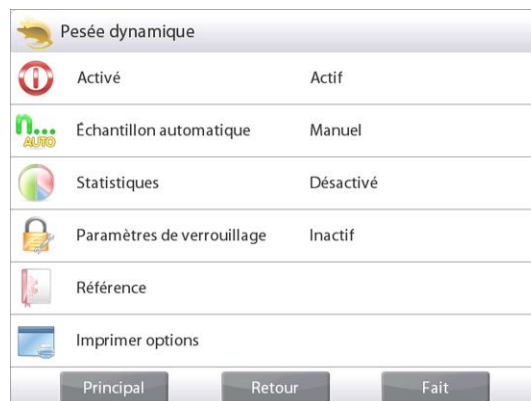 Pesée dynamique
Activé Actif
n... AUTO
Échantillon automatique Manuel
Statistiques Désactivé
Paramètres de verrouillage Inactif
Référence
Imprimer options
Principal Retour Fait